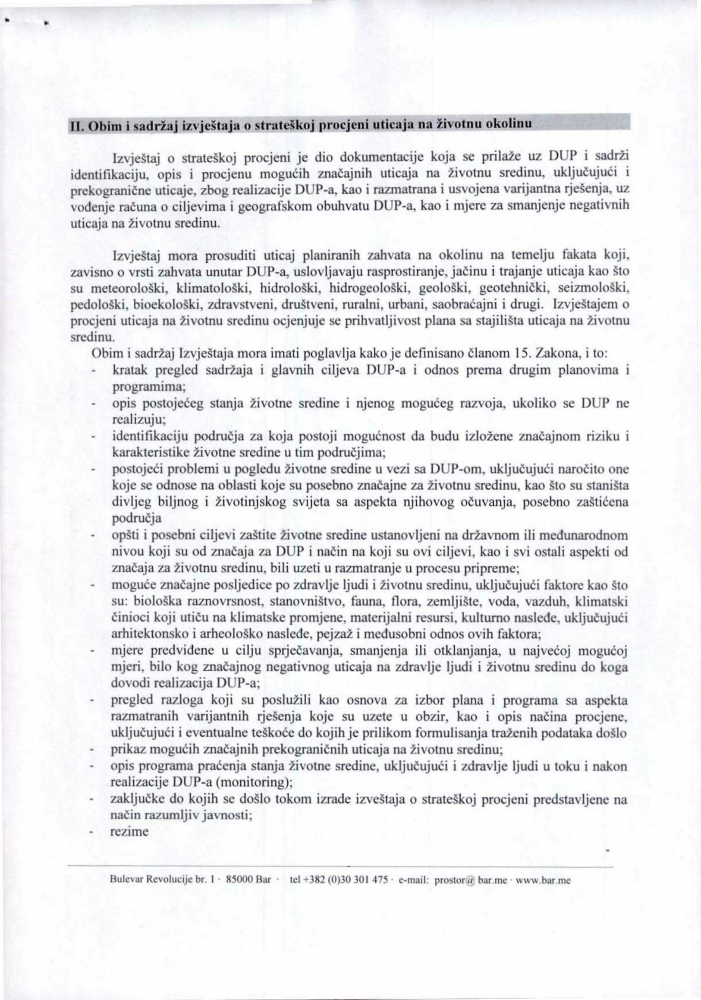 II. Obim i sadržaj izvještaja o strateškoj procjeni uticaja na životnu okolinu
Izvještaj o strateškoj procjeni je dio dokumentacije koja se prilaže uz DUP i sadrži
identifikaciju, opis i procjenu mogućih značajnih uticaja na životnu sredinu, uključujući i
prekogranične uticaje, zbog realizacije DUP-a, kao i razmatrana i usvojena varijantna rješenja, uz
vođenje računa o ciljevima i geografskom obuhvatu DUP-a, kao i mjere za smanjenje negativnih
uticaja na životnu sredinu.
Izvještaj mora prosuditi uticaj planiranih zahvata na okolinu na temelju fakata koji,
zavisno o vrsti zahvata unutar DUP-a, uslovljavaju rasprostiranje, jačinu i trajanje uticaja kao što
su meteorološki, klimatološki, hidrološki, hidrogeološki, geološki, geotehnički, seizmološki,
pedološki, bioekološki, zdravstveni, društveni, ruralni, urbani, saobraćajni i drugi. Izvještajem o
procjeni uticaja na životnu sredinu ocjenjuje se prihvatljivost plana sa stajilišta uticaja na životnu
sredinu.
Obim i sadržaj Izvještaja mora imati poglavlja kako je definisano članom 15. Zakona, i to:
- kratak pregled sadržaja i glavnih ciljeva DUP-a i odnos prema drugim planovima i
programima;
- opis postojećeg stanja životne sredine i njenog mogućeg razvoja, ukoliko se DUP ne
realizuju;
- identifikaciju područja za koja postoji mogućnost da budu izložene značajnom riziku i
karakteristike životne sredine u tim područjima;
- postojeći problemi u pogledu životne sredine u vezi sa DUP-om, uključujući naročito one
koje se odnose na oblasti koje su posebno značajne za životnu sredinu, kao što su staništa
divljeg biljnog i životinjskog svijeta sa aspekta njihovog očuvanja, posebno zaštićena
područja
- opšti i posebni ciljevi zaštite životne sredine ustanovljeni na državnom ili međunarodnom
nivou koji su od značaja za DUP i način na koji su ovi ciljevi, kao i svi ostali aspekti od
značaja za životnu sredinu, bili uzeti u razmatranje u procesu pripreme;
- moguće značajne posljedice po zdravlje ljudi i životnu sredinu, uključujući faktore kao što
su: biološka raznovrsnost, stanovništvo, fauna, flora, zemljište, voda, vazduh, klimatski
činioci koji utiču na klimatske promjene, materijalni resursi, kulturno nasleđe, uključujući
arhitektonsko i arheološko nasleđe, pejzaž i međusobni odnos ovih faktora;
- mjere predviđene u cilju sprječavanja, smanjenja ili otklanjanja, u najvećoj mogućoj
mjeri, bilo kog značajnog negativnog uticaja na zdravlje ljudi i životnu sredinu do koga
dovodi realizacija DUP-a;
- pregled razloga koji su poslužili kao osnova za izbor plana i programa sa aspekta
razmatranih varijantnih rješenja koje su uzete u obzir, kao i opis načina procjene,
uključujući i eventualne teškoće do kojih je prilikom formulisanja traženih podataka došlo
- prikaz mogućih značajnih prekograničnih uticaja na životnu sredinu;
- opis programa praćenja stanja životne sredine, uključujući i zdravlje ljudi u toku i nakon
realizacije DUP-a (monitoring);
- zaključke do kojih se došlo tokom izrade izveštaja o strateškoj procjeni predstavljene na
način razumljiv javnosti;
- rezime
-
Bulevar Revolucije br. 1 · 85000 Bar · tel +382 (0)30 301 475 · e-mail: prostor@ bar.me · www.bar.me